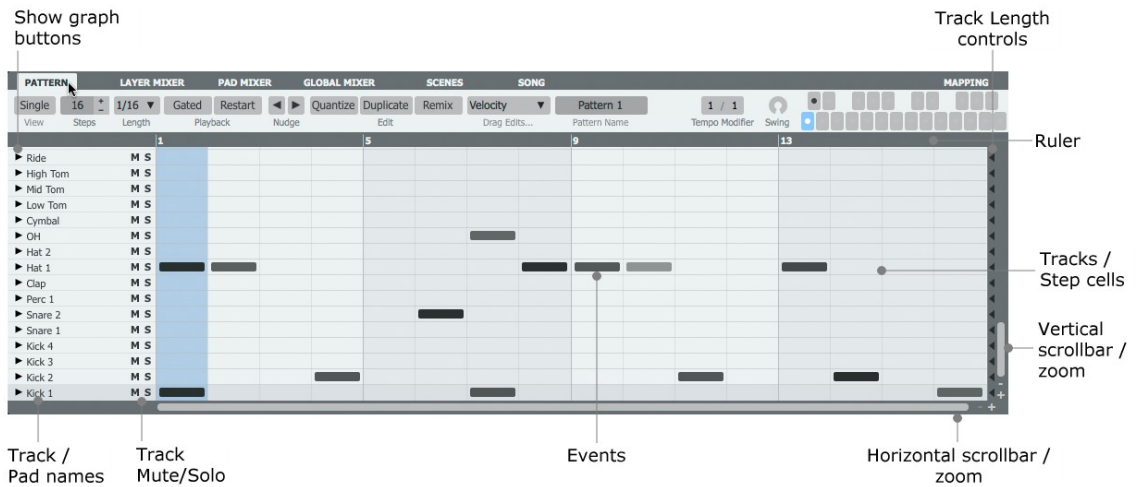 Show graph
buttons
Track Length
controls
PATTERN LAYER MIXER PAD MIXER GLOBAL MIXER SCENES SONG MAPPING
Single 16 + - 1/16 Gated Restart Quantize Duplicate Remix Velocity Pattern 1 1 / 1
View Steps Length Playback Nudge Edit Drag Edits... Pattern Name Tempo Modifier Swing
1 5 9 13
Ruler
Ride M S
High Tom M S
Mid Tom M S
Low Tom M S
Cymbal M S
OH M S
Hat 2 M S
Hat 1 M S
Clap M S
Perc 1 M S
Snare 2 M S
Snare 1 M S
Kick 4 M S
Kick 3 M S
Kick 2 M S
Kick 1 M S
Tracks /
Step cells
Vertical
scrollbar /
zoom
- +
- +
Track /
Pad names
Track
Mute/Solo
Events
Horizontal scrollbar /
zoom